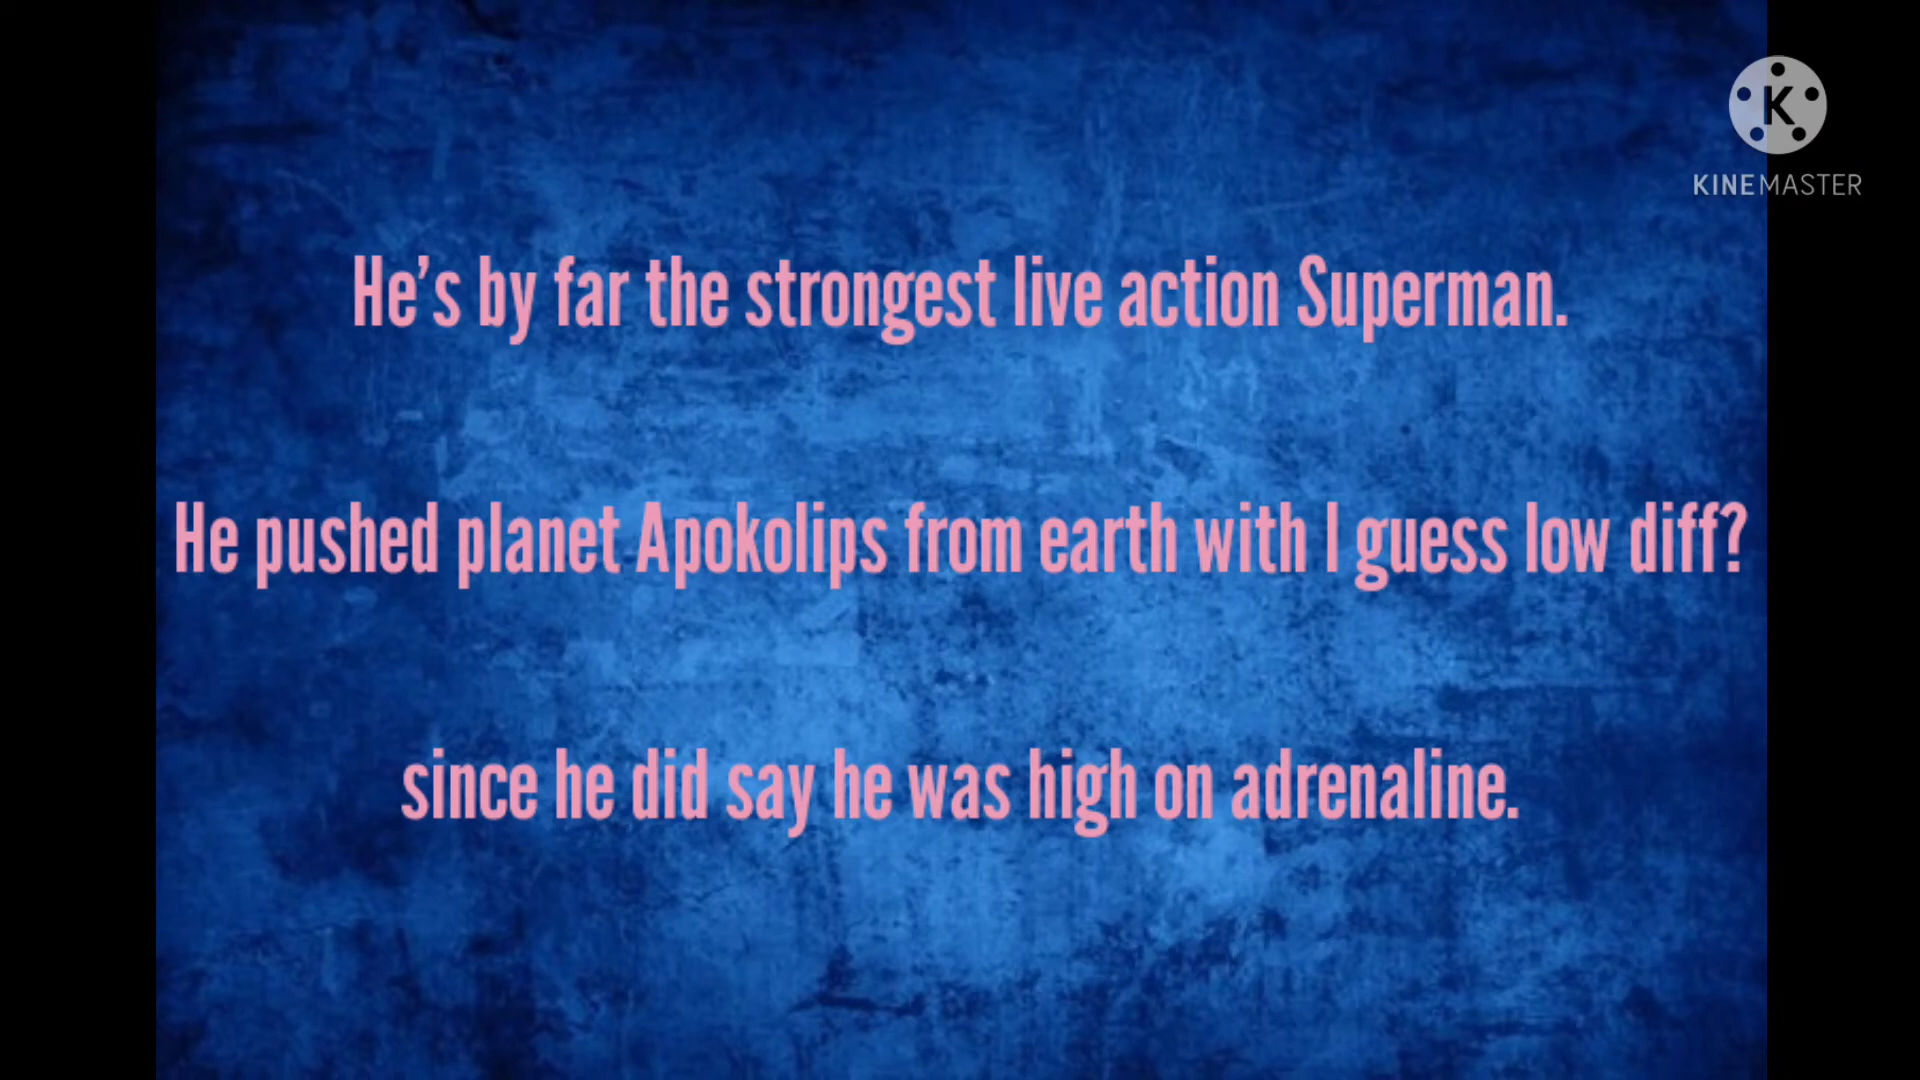 K
KINEMASTER
He's by far the strongest live action Superman.
He pushed planet Apokolips from earth with I guess low diff?
since he did say he was high on adrenaline.